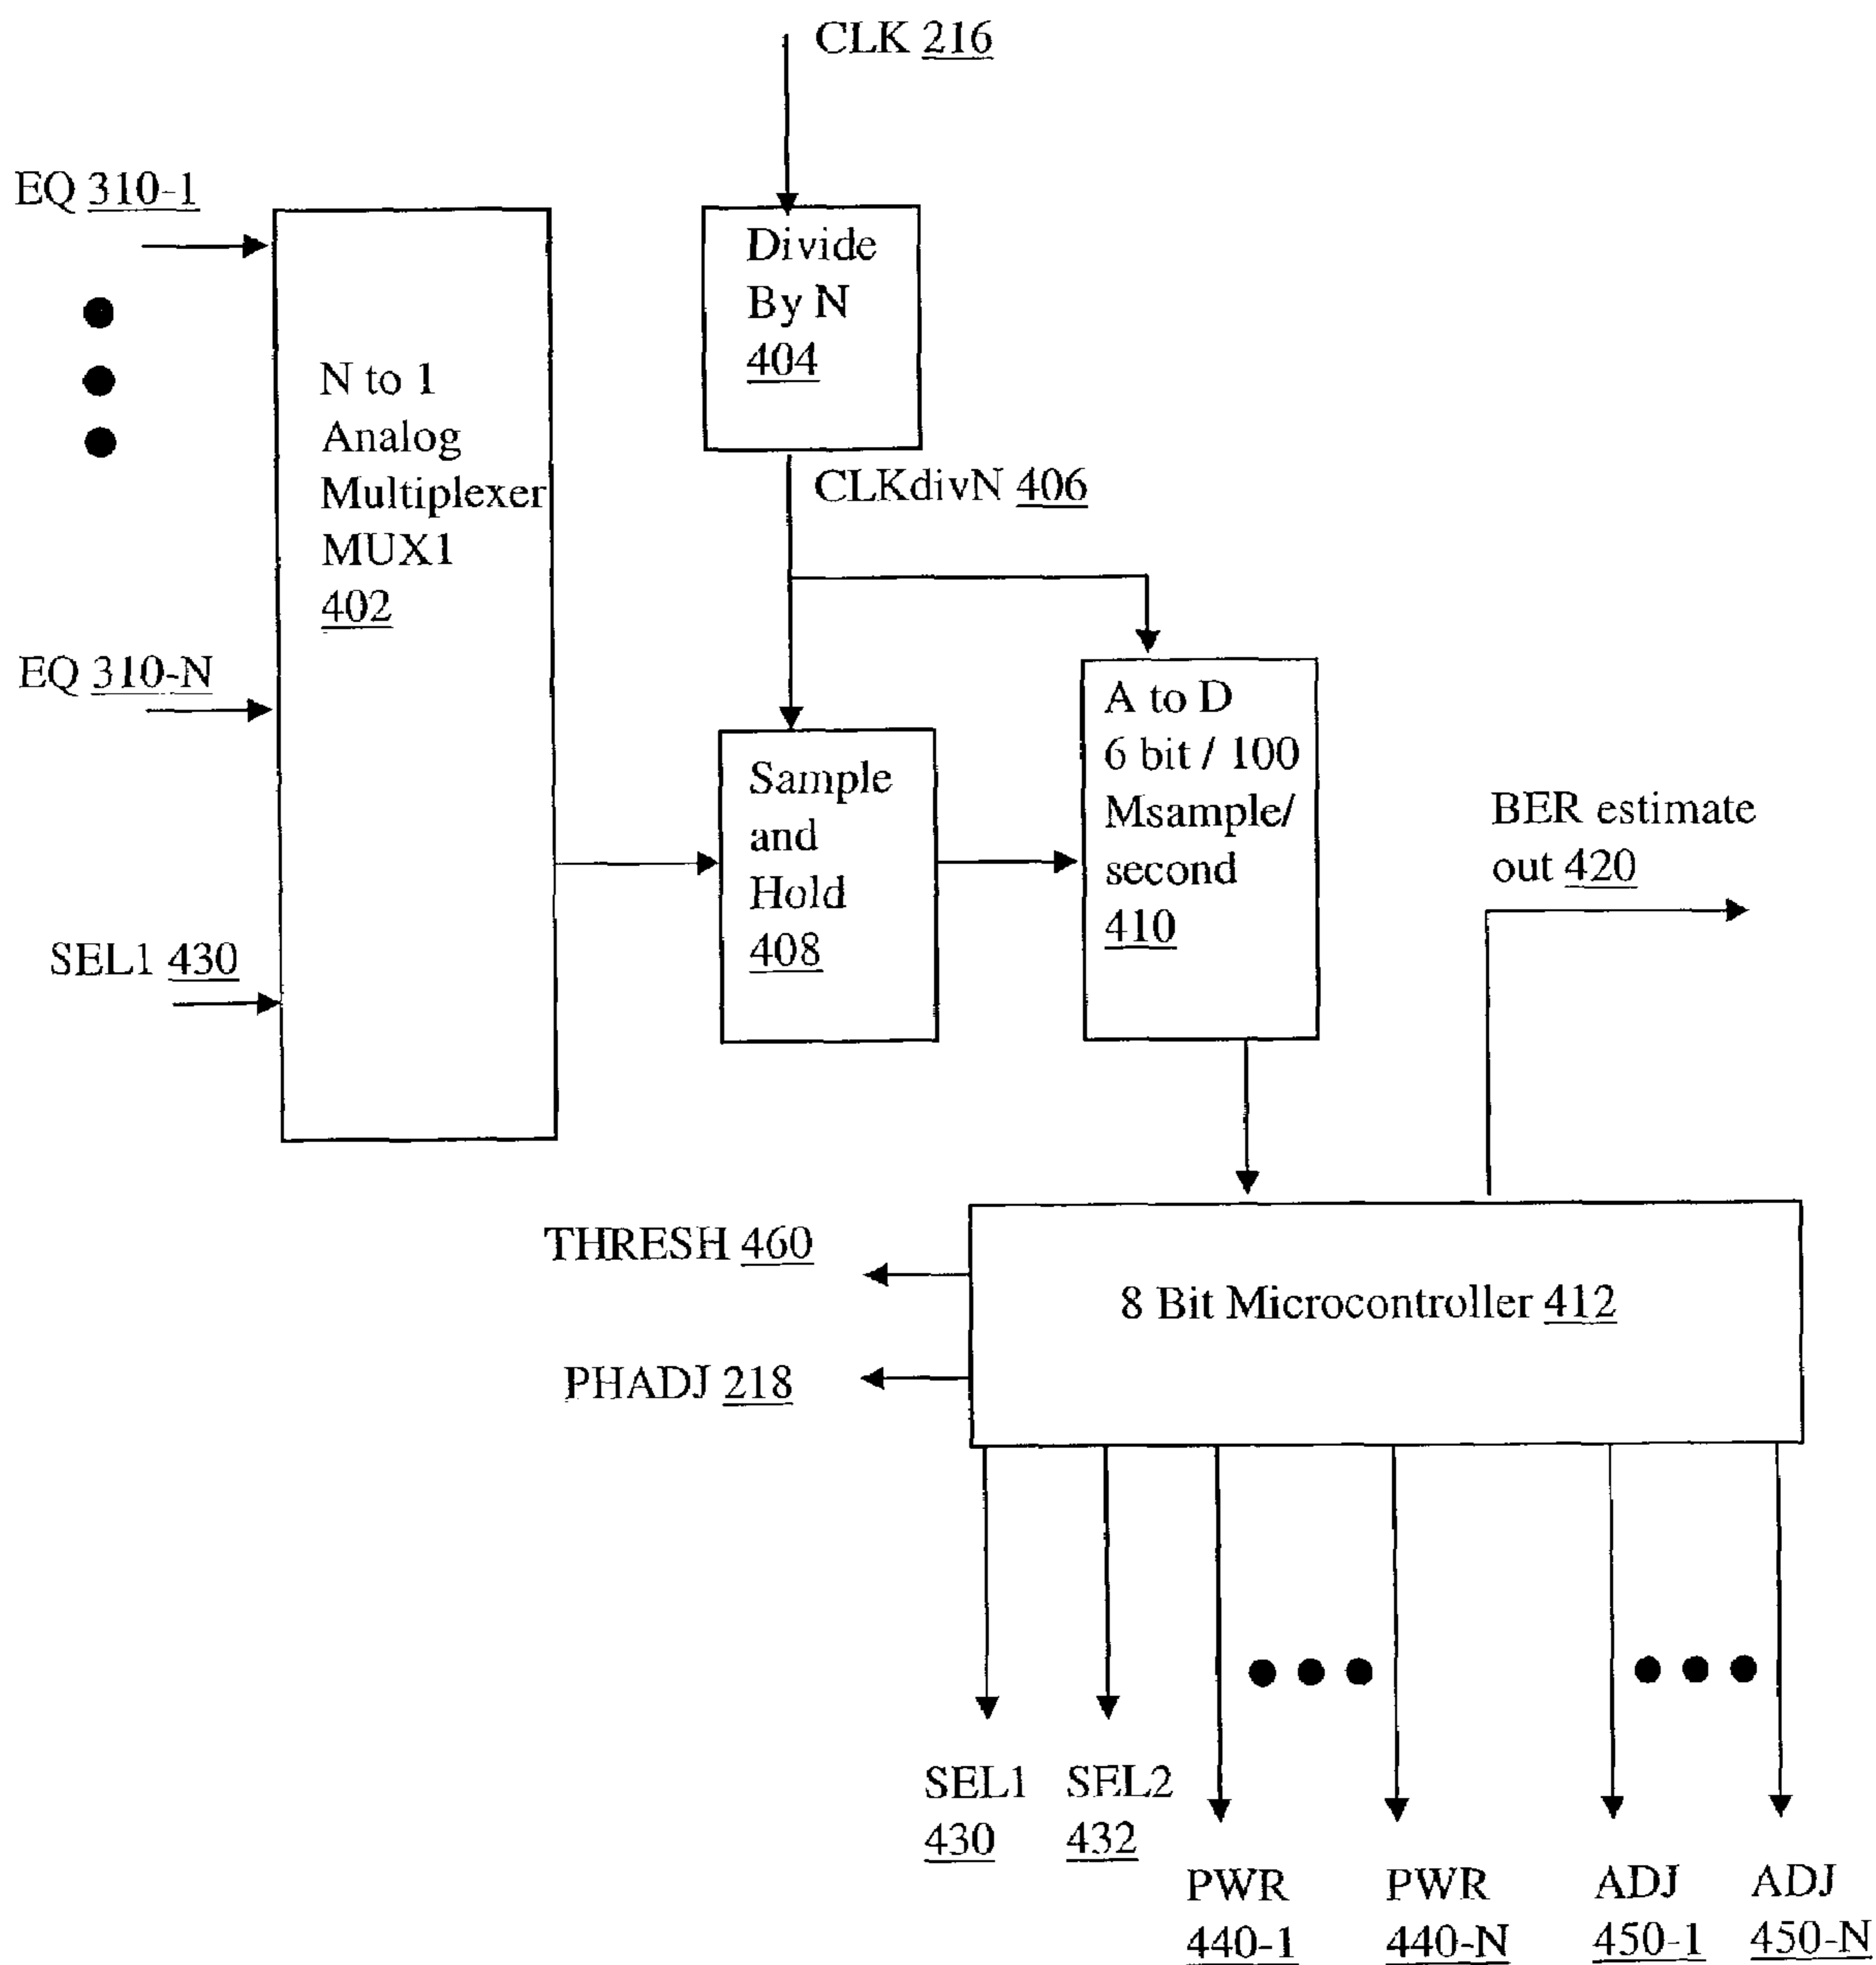 CLK 216
EQ 310-1
Divide
By N
404
N to 1
Analog
Multiplexer
MUX1
402
CLKdivN 406
EQ 310-N
A to D
6 bit / 100
Msample/
second
410
Sample
and
Hold
408
BER estimate
out 420
SEL1 430
THRESH 460
8 Bit Microcontroller 412
PHADJ 218
SEL1
430
SEL2
432
PWR
440-1
PWR
440-N
ADJ
450-1
ADJ
450-N